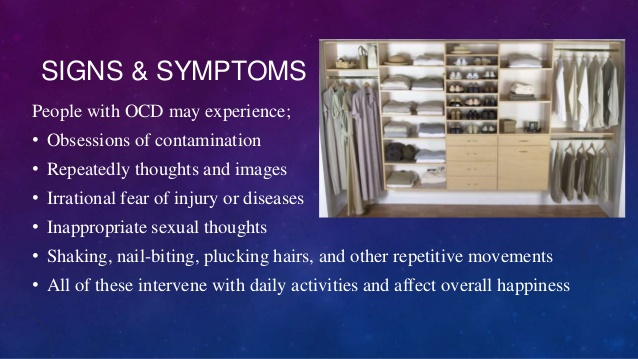 SIGNS & SYMPTOMS
People with OCD may experience;
• Obsessions of contamination
• Repeatedly thoughts and images
• Irrational fear of injury or diseases
• Inappropriate sexual thoughts
• Shaking, nail-biting, plucking hairs, and other repetitive movements
• All of these intervene with daily activities and affect overall happiness